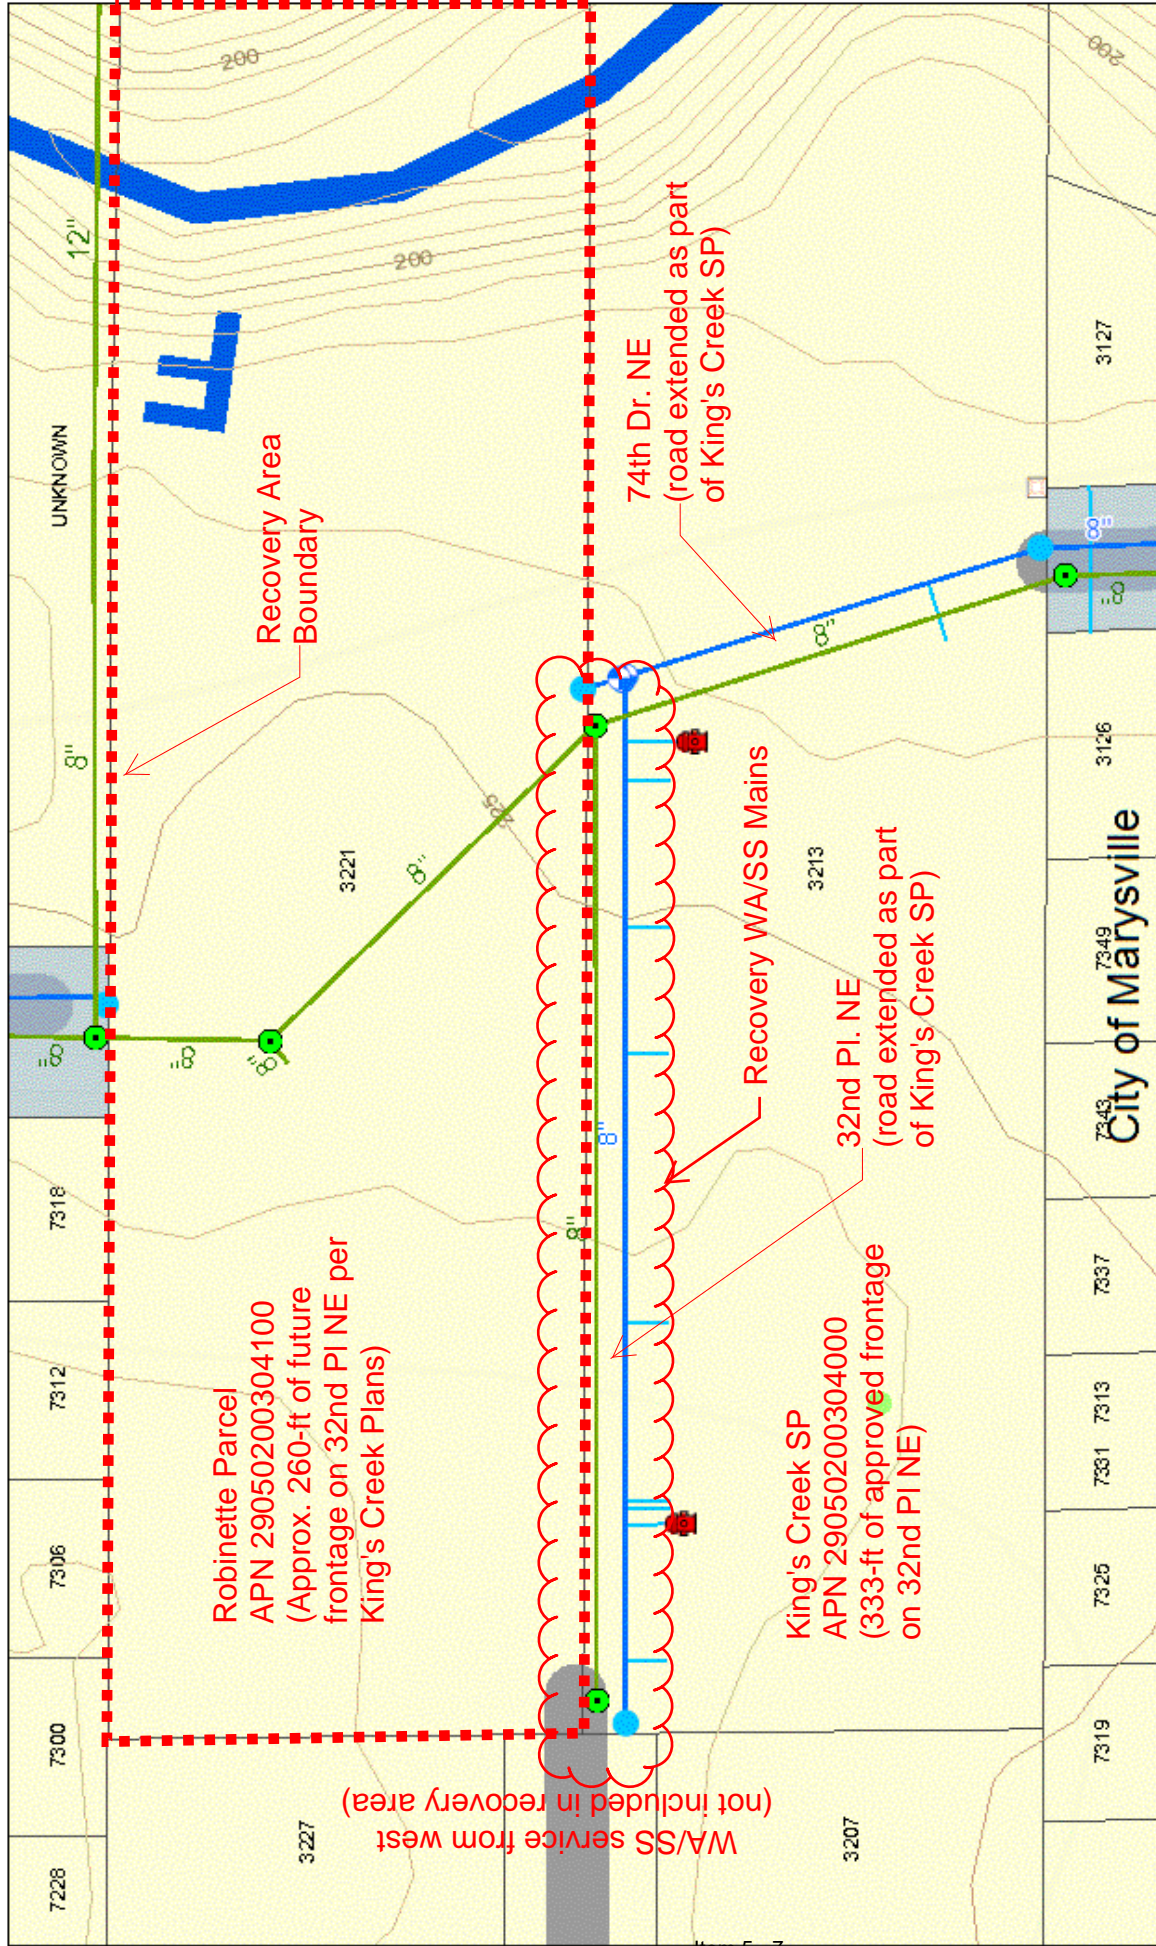 UNKNOWN
12"
8"
200
200
200
Recovery Area
Boundary
74th Dr. NE
(road extended as part
of King's Creek SP)
3127
8"
8"
8"
3126
3221
225
8"
8"
8"
8"
3213
Recovery WA/SS Mains
32nd Pl. NE
(road extended as part
of King's Creek SP)
8"
8"
7349
7343
City of Marysville
7318
7312
7306
7300
7228
Robinette Parcel
APN 29050200304100
(Approx. 260-ft of future
frontage on 32nd Pl NE per
King's Creek Plans)
King's Creek SP
APN 29050200304000
(333-ft of approved frontage
on 32nd Pl NE)
7337
7313
7331
7325
7319
WA/SS service from west
(not included in recovery area)
3227
3207